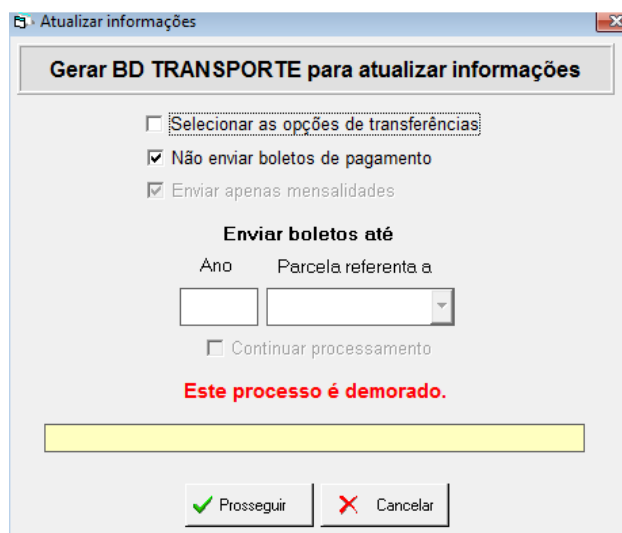 Atualizar informações
Gerar BD TRANSPORTE para atualizar informações
Selecionar as opções de transferências
Não enviar boletos de pagamento
Enviar apenas mensalidades
Enviar boletos até
Ano Parcela referenta a
Continuar processamento
Este processo é demorado.
Prosseguir Cancelar